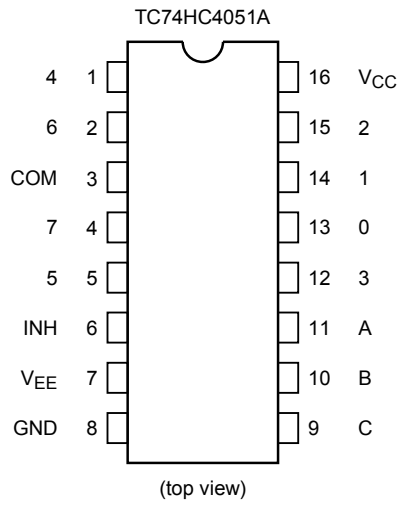 TC74HC4051A
4 1 16 VCC
6 2 15 2
COM 3 14 1
7 4 13 0
5 5 12 3
INH 6 11 A
VEE 7 10 B
GND 8 9 C
(top view)